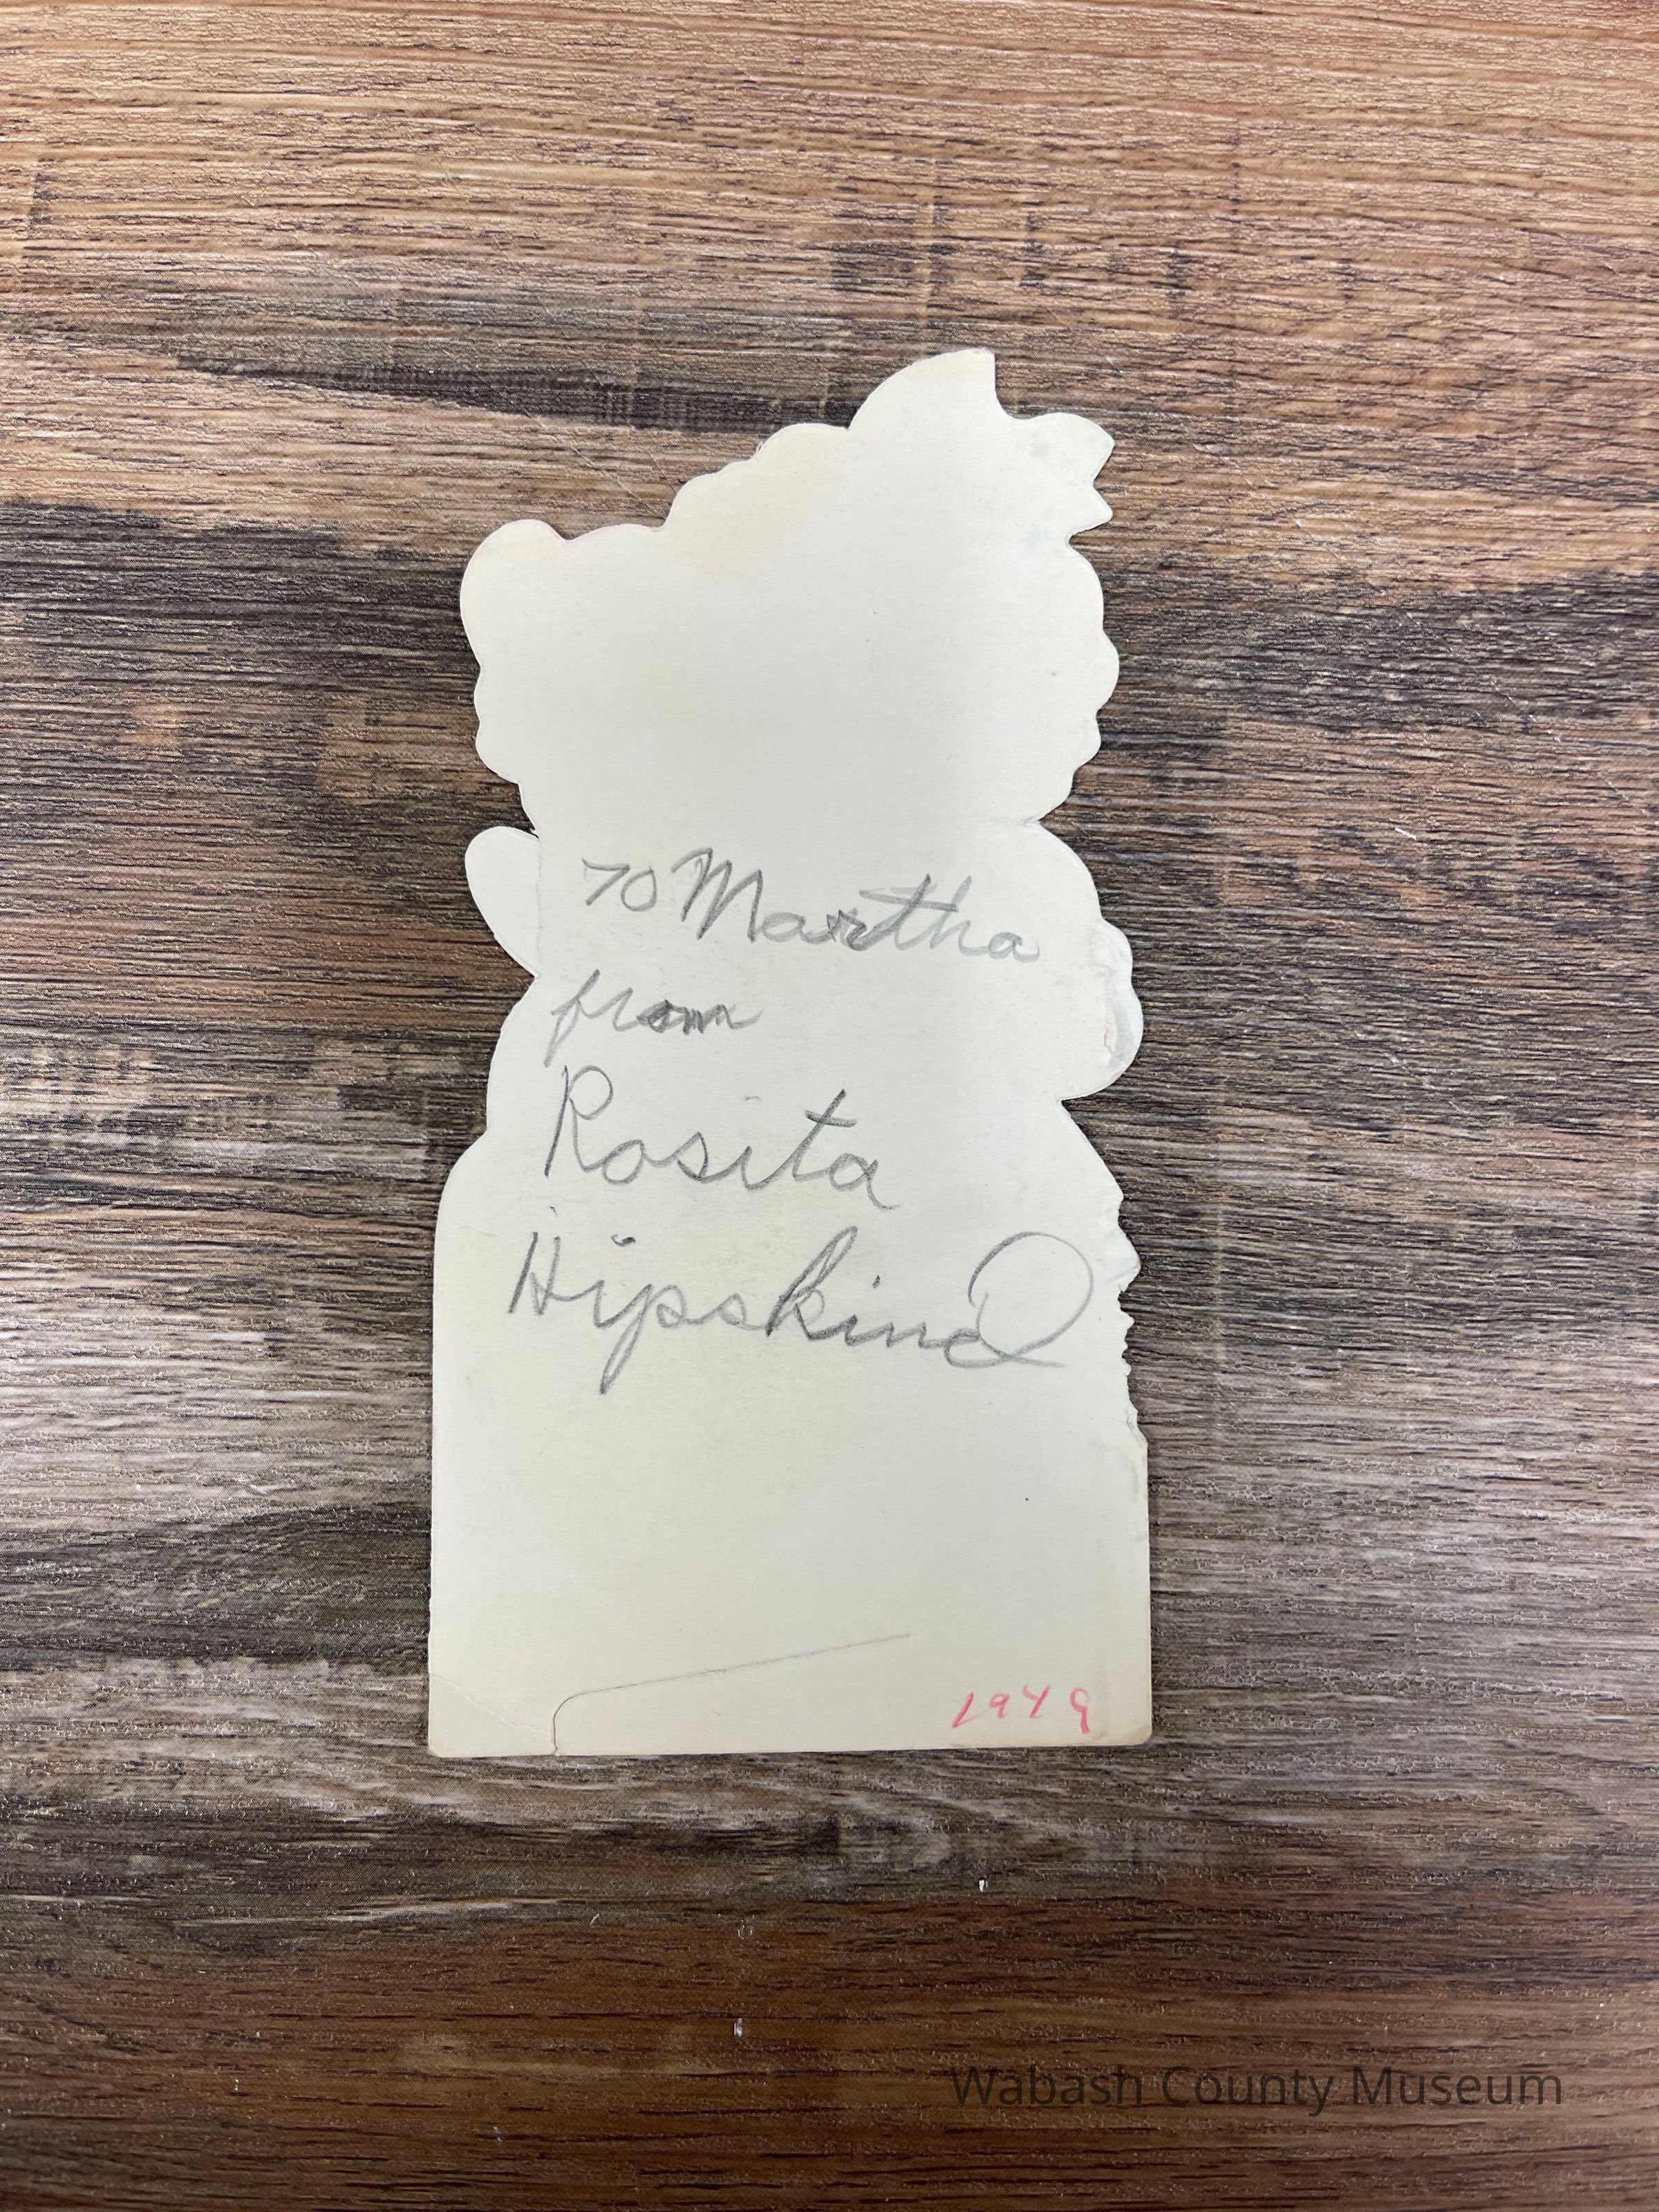 To Martha
from
Rosita
Hipskind
1949
Wabash County Museum